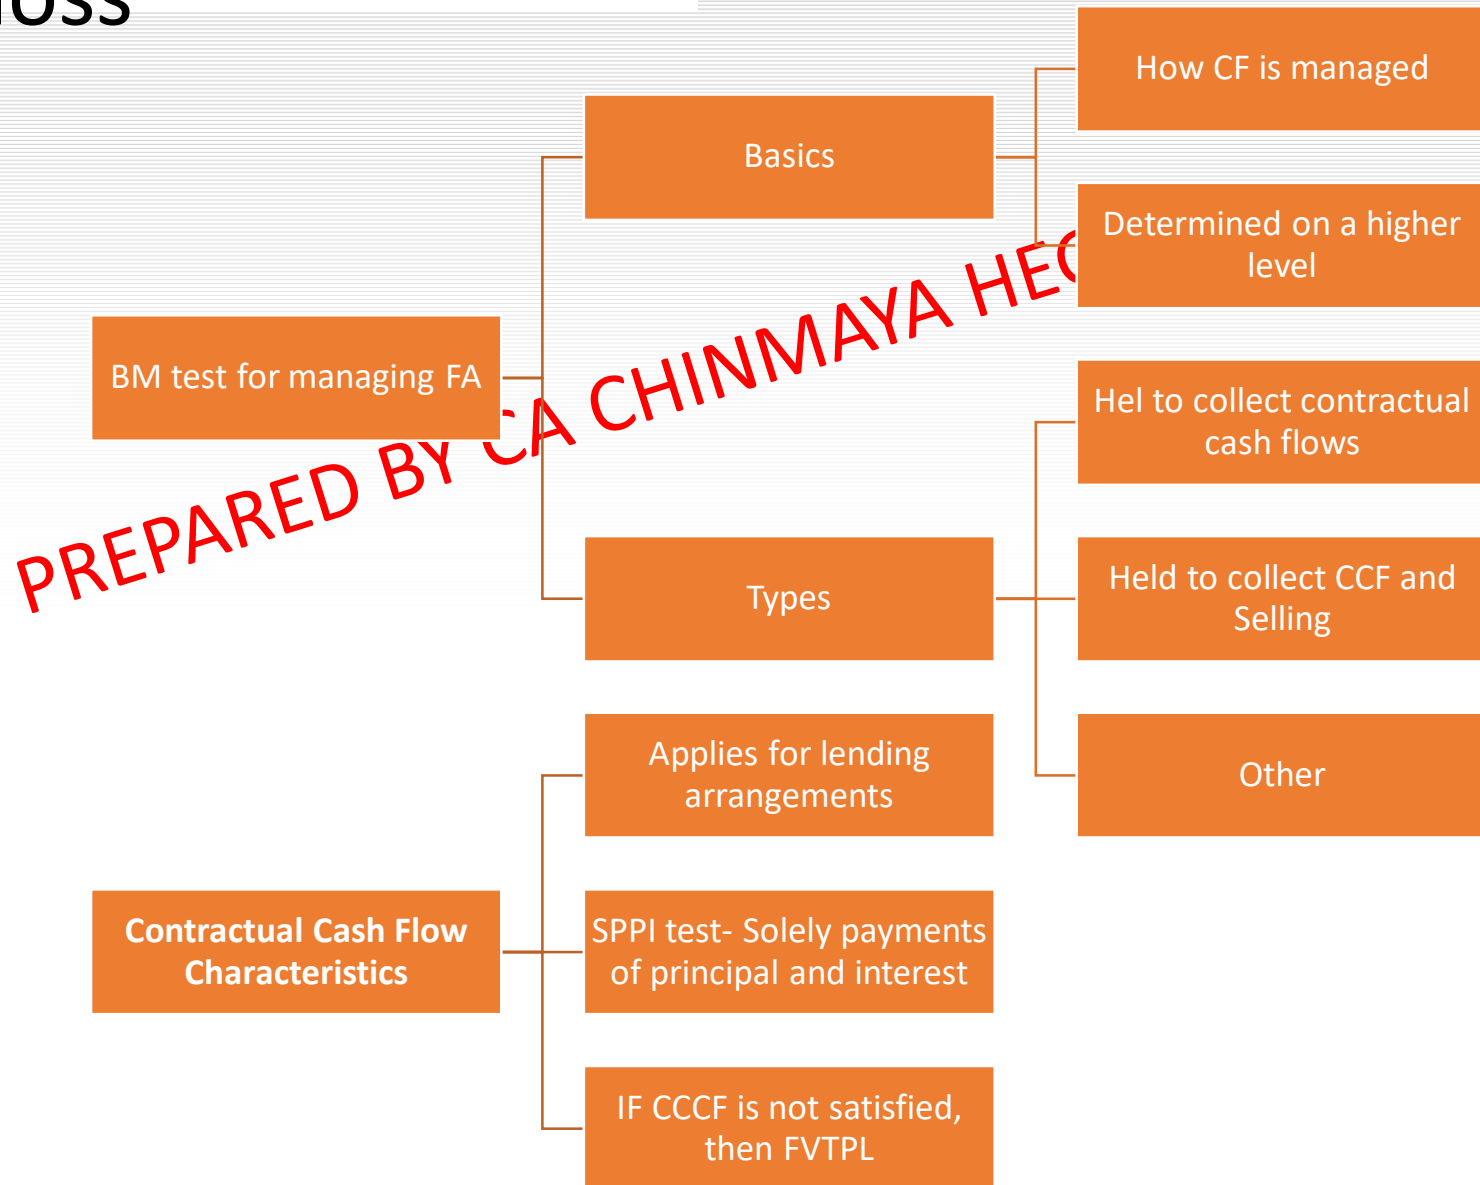 How CF is managed
Basics
Determined on a higher
level
BM test for managing FA
PREPARED BY CA CHINMAYA
Hel to collect contractual
cash flows
Held to collect CCF and
Selling
Types
Other
Applies for lending
arrangements
Contractual Cash Flow
Characteristics
SPPI test- Solely payments
of principal and interest
IF CCCF is not satisfied,
then FVTPL